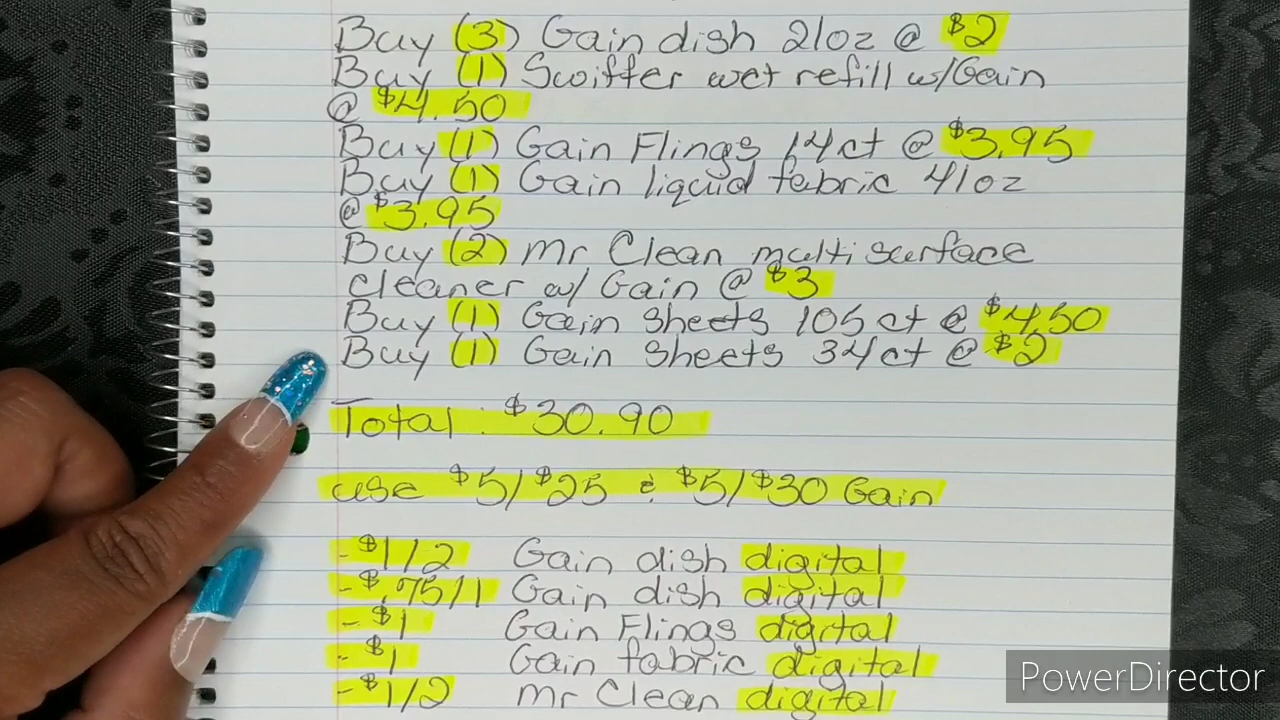 Buy (3) Gain dish 21oz @ $2
Buy (1) Swiffer wet refill w/Gain
@ $4.50
Buy (1) Gain Flings 14ct @ $3.95
Buy (1) Gain liquid fabric 41oz
@ $3.95
Buy (2) Mr Clean multi surface
cleaner w/ Gain @ $3
Buy (1) Gain sheets 105 ct @ $4.50
Buy (1) Gain sheets 34ct @ $2
Total : $30.90
use $5/$25 & $5/$30 Gain
- $1/2 Gain dish digital
- $.75/1 Gain dish digital
- $1 Gain Flings digital
- $1 Gain fabric digital
- $1/2 Mr Clean digital
PowerDirector